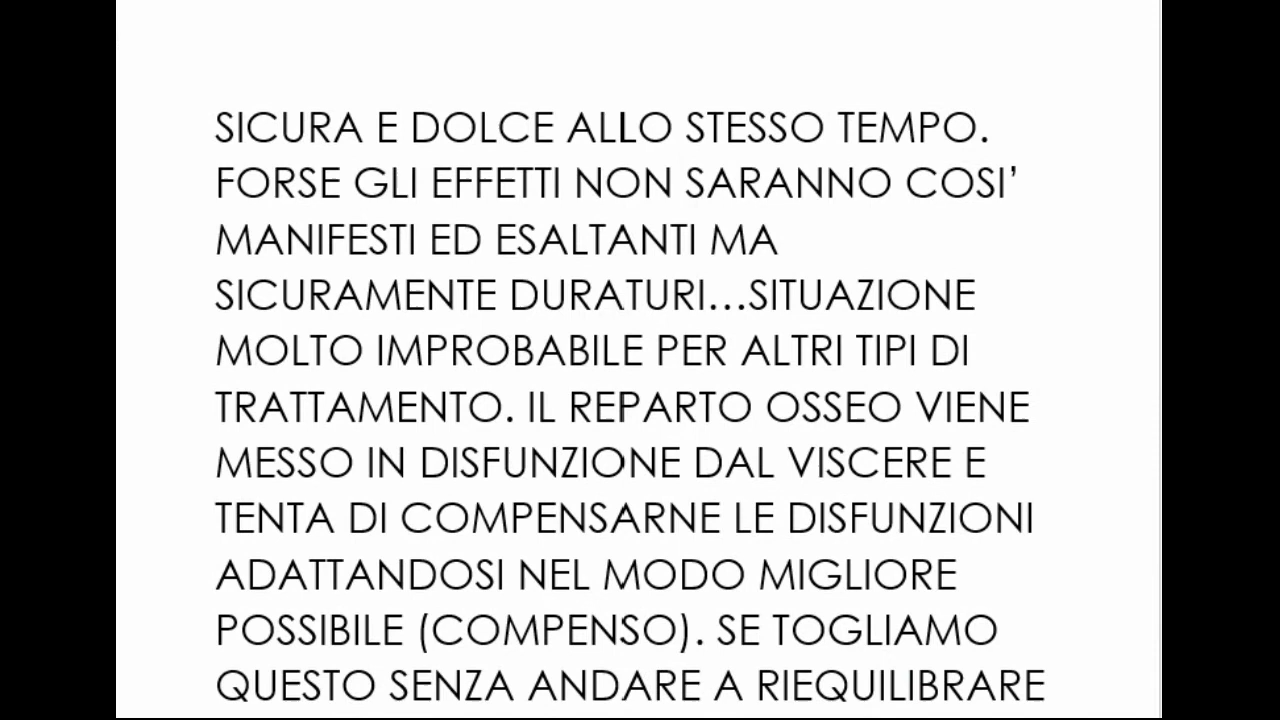 SICURA E DOLCE ALLO STESSO TEMPO.
FORSE GLI EFFETTI NON SARANNO COSI’
MANIFESTI ED ESALTANTI MA
SICURAMENTE DURATURI…SITUAZIONE
MOLTO IMPROBABILE PER ALTRI TIPI DI
TRATTAMENTO. IL REPARTO OSSEO VIENE
MESSO IN DISFUNZIONE DAL VISCERE E
TENTA DI COMPENSARNE LE DISFUNZIONI
ADATTANDOSI NEL MODO MIGLIORE
POSSIBILE (COMPENSO). SE TOGLIAMO
QUESTO SENZA ANDARE A RIEQUILIBRARE